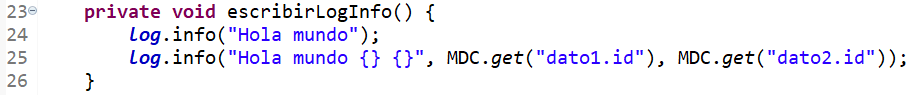 23 private void escribirLogInfo() {
24 log.info("Hola mundo");
25 log.info("Hola mundo {} {}", MDC.get("dato1.id"), MDC.get("dato2.id"));
26 }